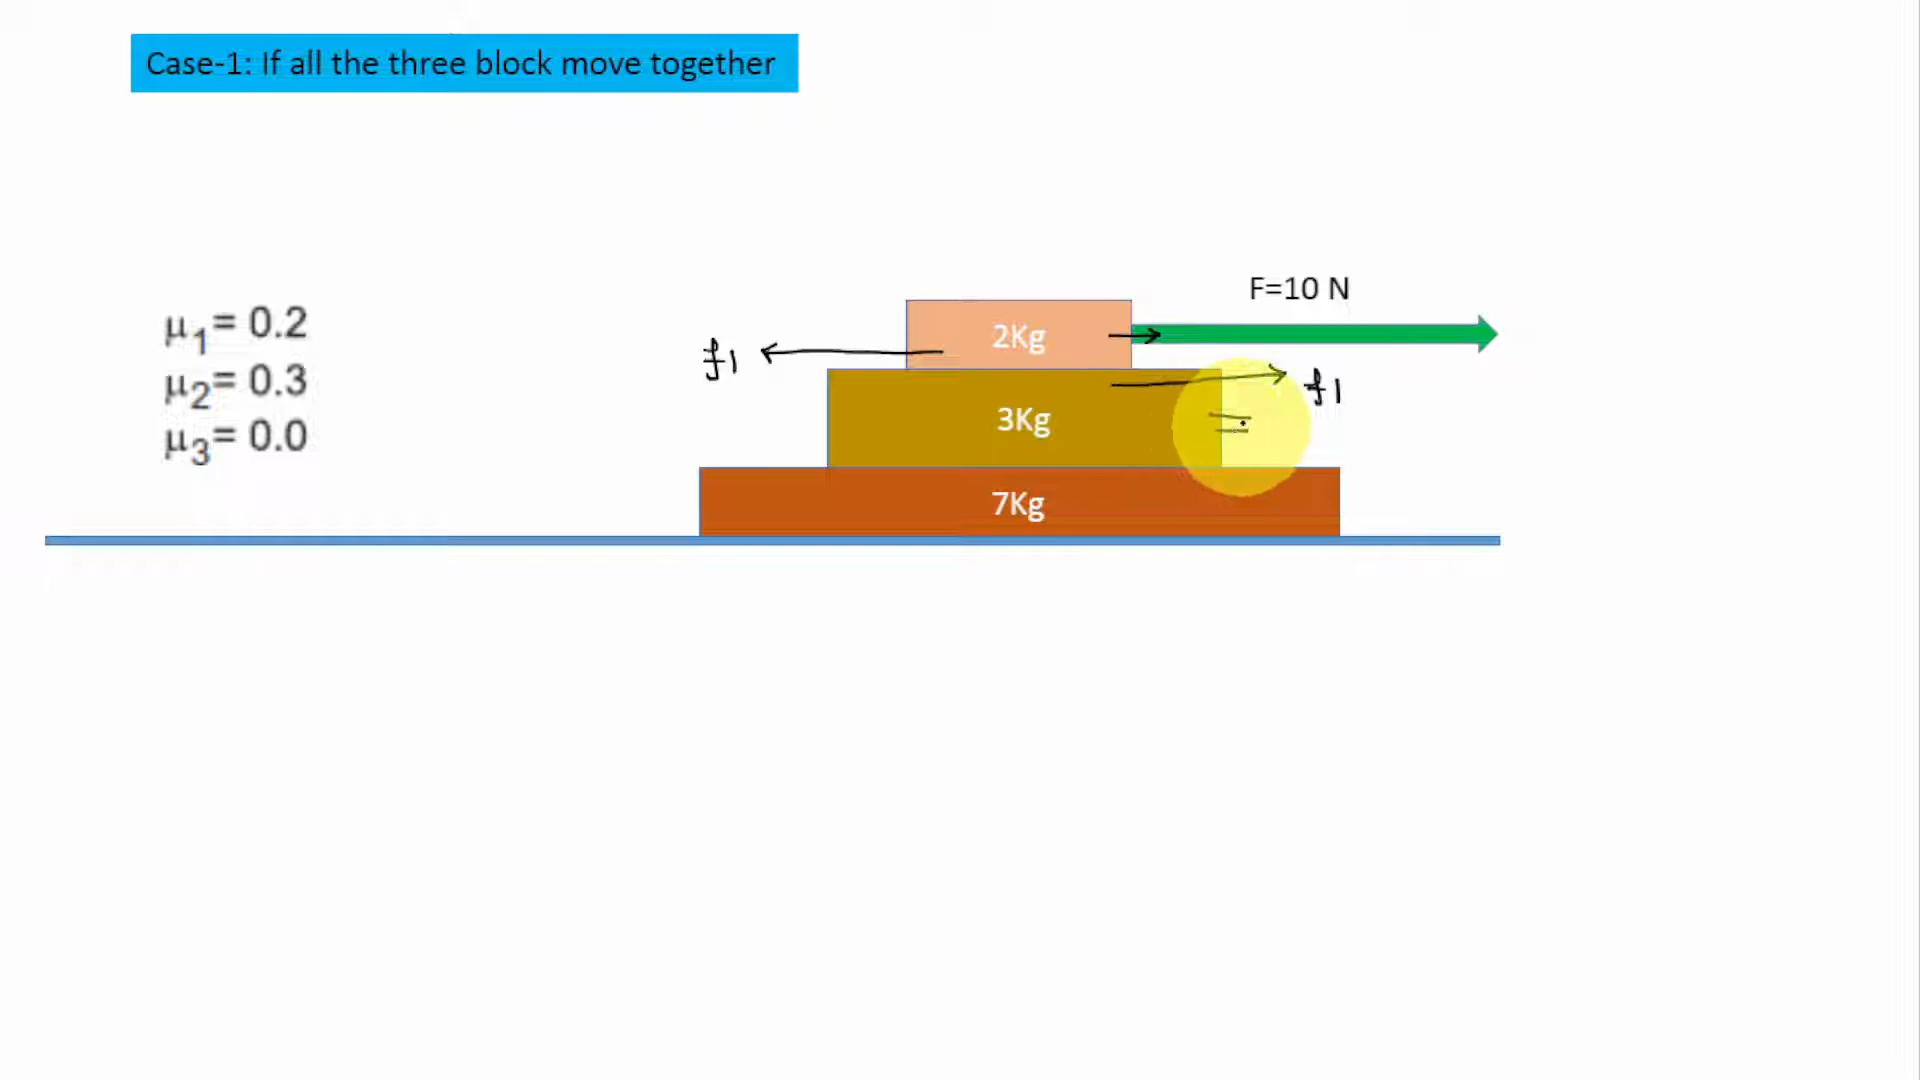 Case-1: If all the three block move together
F=10 N
μ1= 0.2
μ2= 0.3
μ3= 0.0
2Kg
f1
f1
3Kg
7Kg